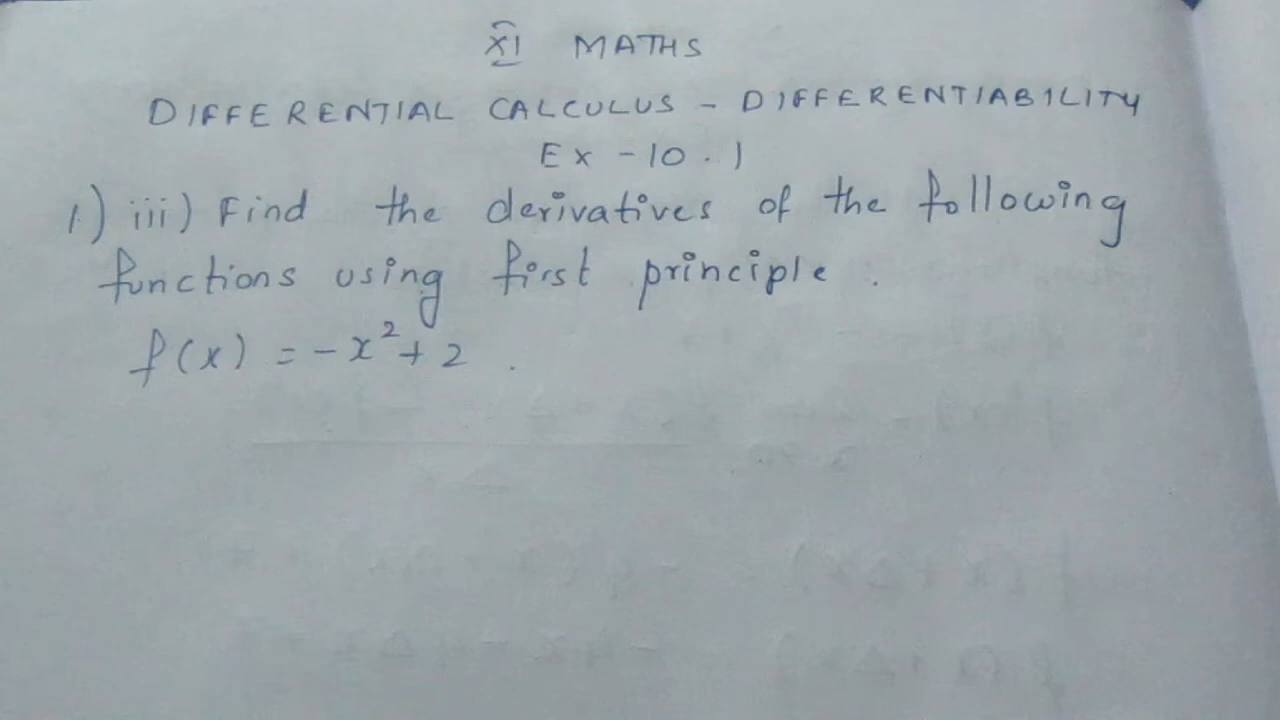 XI MATHS
DIFFERENTIAL CALCULUS - DIFFERENTIABILITY
Ex - 10.1
1.) iii) Find the derivatives of the following
functions using first principle.
f(x) = -x² + 2.